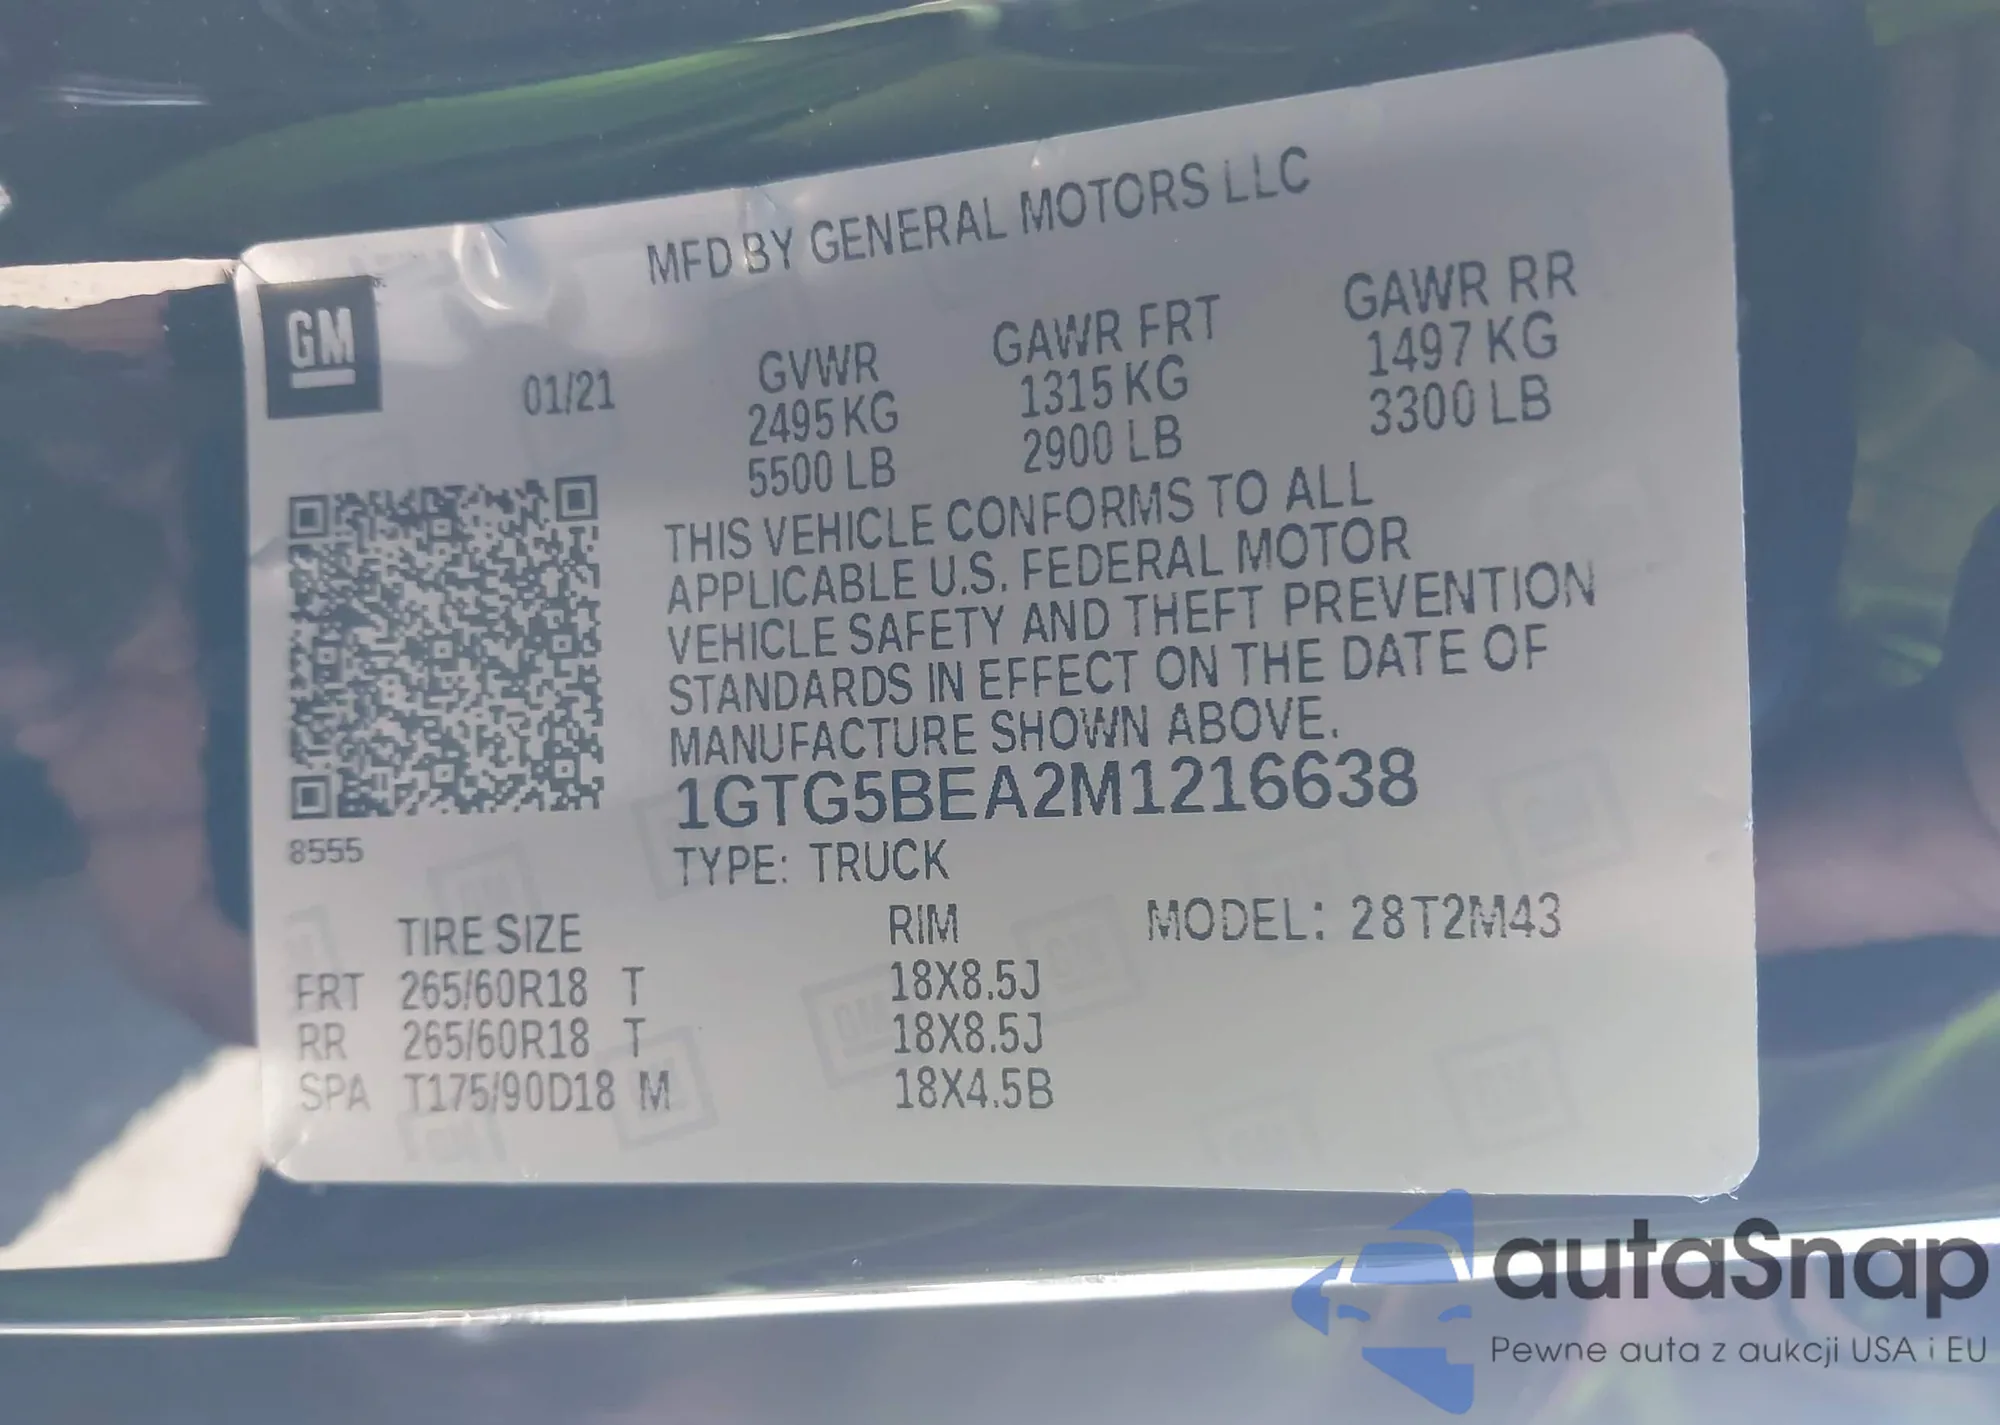 MFD BY GENERAL MOTORS LLC
GM
01/21
GVWR GAWR FRT GAWR RR
2495 KG 1315 KG 1497 KG
5500 LB 2900 LB 3300 LB
THIS VEHICLE CONFORMS TO ALL
APPLICABLE U.S. FEDERAL MOTOR
VEHICLE SAFETY AND THEFT PREVENTION
STANDARDS IN EFFECT ON THE DATE OF
MANUFACTURE SHOWN ABOVE.
1GTG5BEA2M1216638
8555
TYPE: TRUCK
TIRE SIZE RIM MODEL: 28T2M43
FRT 265/60R18 T 18X8.5J
RR 265/60R18 T 18X8.5J
SPA T175/90D18 M 18X4.5B
autaSnap
Pewne auta z aukcji USA i EU